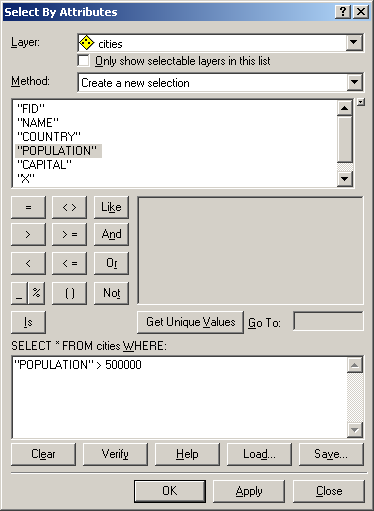 Select By Attributes
Layer: cities
Only show selectable layers in this list
Method: Create a new selection
"FID"
"NAME"
"COUNTRY"
"POPULATION"
"CAPITAL"
"X"
= < > Like
> > = And
< < = Or
_ % ( ) Not
Is Get Unique Values Go To:
SELECT * FROM cities WHERE:
"POPULATION" > 500000
Clear Verify Help Load... Save...
OK Apply Close